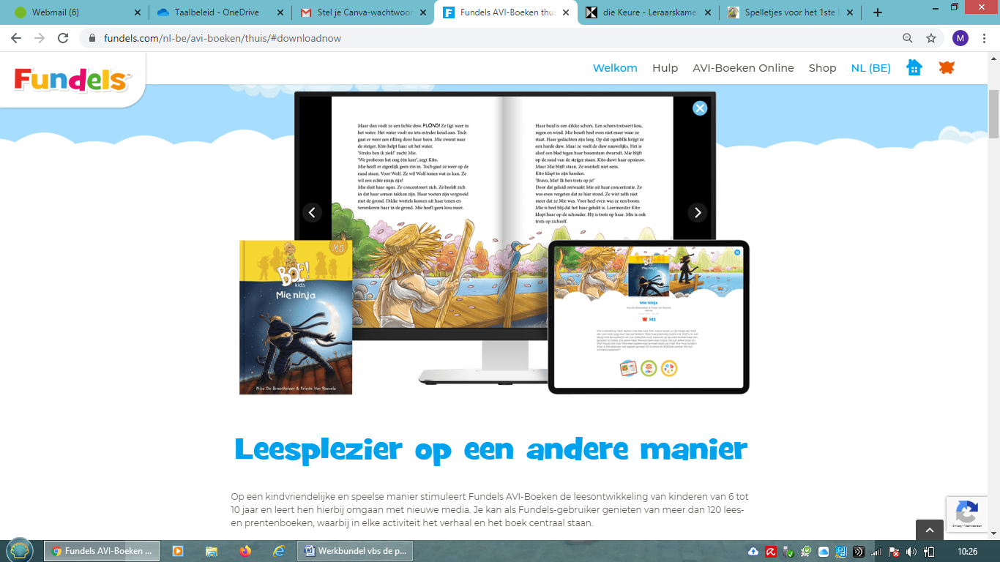 Webmail (6)
Taalbeleid - OneDrive
Stel je Canva-wachtwoor
Fundels AVI-Boeken thui
die Keure - Leraarskame
Spelletjes voor het 1ste
fundels.com/nl-be/avi-boeken/thuis/#downloadnow
M
Fundels
Welkom
Hulp
AVI-Boeken Online
Shop
NL (BE)
Maar dan voelt ze een lichte duw. PLONS! Ze ligt weer in
het water. Het water voelt nu iets minder koud aan. Toch
gaat er weer een rilling door haar heen. Mie zwemt naar
de steiger. Kito helpt haar uit het water.
'Straks ben ik ziek!' zucht Mie.
'We proberen het nog één keer', zegt Kito.
Mie heeft er eigenlijk geen zin in. Toch gaat ze weer op de
rand staan. Voor Wolf. Ze wil Wolf tonen wat ze kan. Ze
wil een echte ninja zijn!
Mie sluit haar ogen. Ze concentreert zich. Ze beeldt zich
in dat haar armen takken zijn. Haar voeten zijn vergroeid
met de grond. Dikke wortels komen uit haar tenen en
verankeren haar in de grond. Mie heeft geen kou meer.
Haar huid is een dikke schors. Een schors trotseert kou,
regen en wind. Mie beseft heel even niet meer waar ze
staat. Haar gedachten zijn leeg. Op dat ogenblik krijgt ze
een harde duw. Maar ze voelt de duw nauwelijks. Het is
alsof een blad tegen haar boomstam dwarrelt. Mie blijft
op de rand van de steiger staan. Kito duwt haar opnieuw.
Maar Mie blijft staan. Ze wankelt niet eens.
Kito klapt in zijn handen.
'Bravo, Mie! Ik ben trots op je!'
Door dat geluid ontwaakt Mie uit haar concentratie. Ze
was even vergeten dat ze hier stond. Ze wist zelfs niet
meer dat ze Mie was. Voor heel even was ze een boom.
Mie is heel blij dat het haar gelukt is. Leermeester Kito
klopt haar op de schouder. Hij is trots op haar. Mie is ook
trots op zichzelf.
M5
BOE!
kids
Mie ninja
Nico De Braeckeleer & Frieda Van Raevels
BOE!
Mie ninja
Mie Ninja
M5
Leesplezier op een andere manier
Op een kindvriendelijke en speelse manier stimuleert Fundels AVI-Boeken de leesontwikkeling van kinderen van 6 tot
10 jaar en leert hen hierbij omgaan met nieuwe media. Je kan als Fundels-gebruiker genieten van meer dan 120 lees-
en prentenboeken, waarbij in elke activiteit het verhaal en het boek centraal staan.
Privacy - Voorwaarden
Fundels AVI-Boeken ...
Werkbundel vbs de p...
10:26